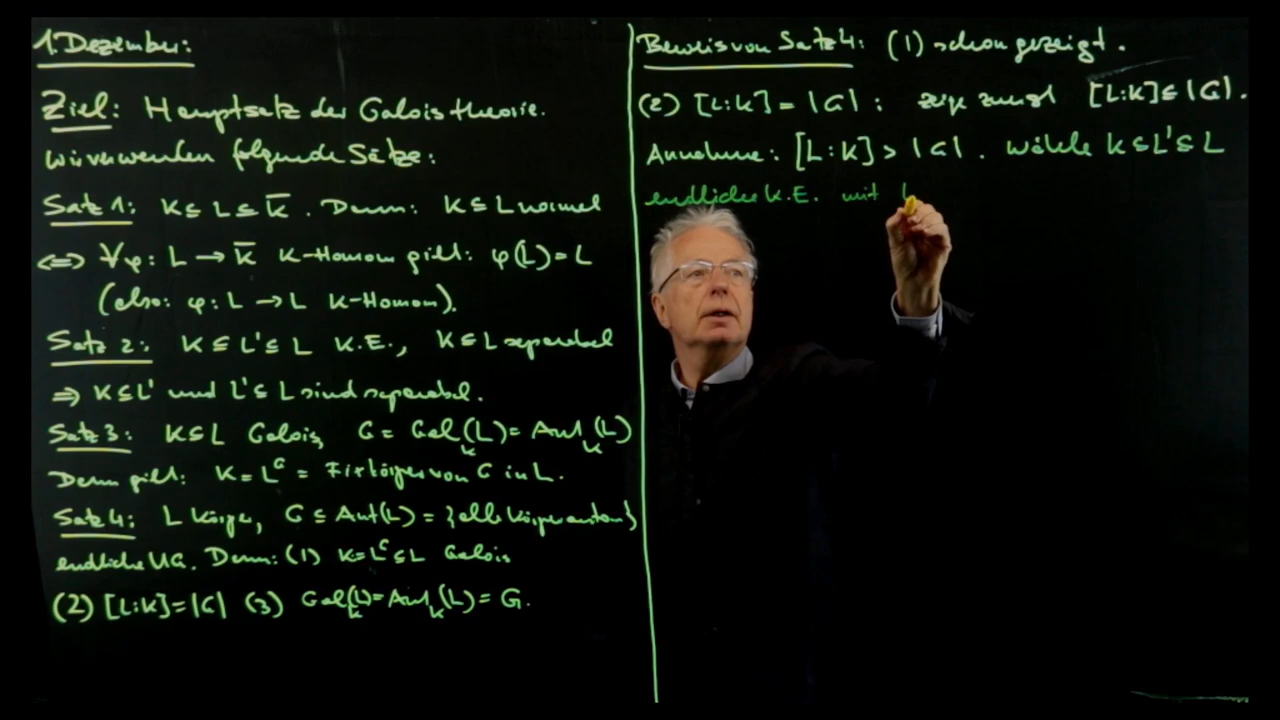 1. Dezember:
Ziel: Hauptsatz der Galoistheorie.
Wir verwenden folgende Sätze:
Satz 1: K ⊆ L ⊆ K̅. Dann: K ⊆ L normal
⇔ ∀φ: L → K̅ K-Homom gilt: φ(L) = L
(also: φ: L → L K-Homom).
Satz 2: K ⊆ L' ⊆ L K.E., K ⊆ L separabel
⇒ K ⊆ L' und L' ⊆ L sind separabel.
Satz 3: K ⊆ L Galois, G = Gal_K(L) = Aut_K(L)
Dann gilt: K = L^G = Fixkörper von G in L.
Satz 4: L Körper, G ⊆ Aut(L) = {alle Körperautom}
endliche UG. Dann: (1) K = L^G ⊆ L Galois
(2) [L:K] = |G| (3) Gal_K(L) = Aut_K(L) = G.
Beweis von Satz 4: (1) schon gezeigt.
(2) [L:K] = |G|: zeige zuerst [L:K] ≤ |G|.
Annahme: [L:K] > |G|. Wähle K ⊆ L' ⊆ L
endliche K.E. mit